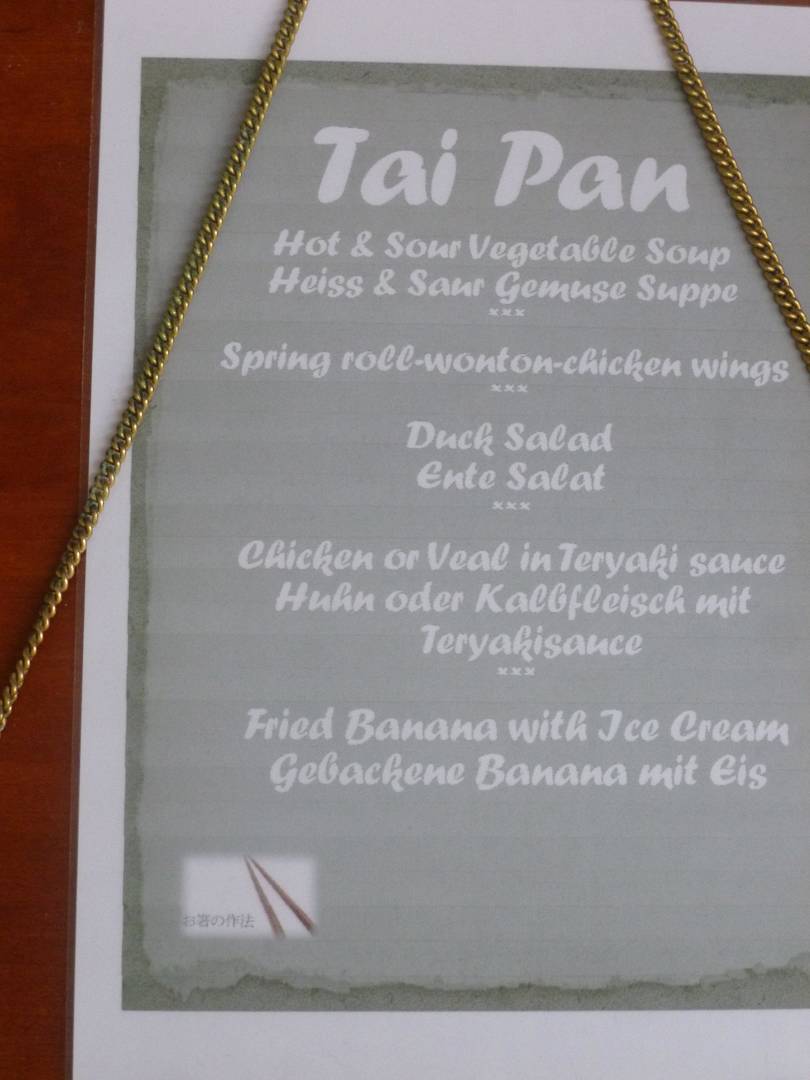 Tai Pan
Hot & Sour Vegetable Soup
Heiss & Saur Gemuse Suppe
***
Spring roll-wonton-chicken wings
***
Duck Salad
Ente Salat
***
Chicken or Veal in Teryaki sauce
Huhn oder Kalbfleisch mit
Teryakisauce
***
Fried Banana with Ice Cream
Gebackene Banana mit Eis
お箸の作法